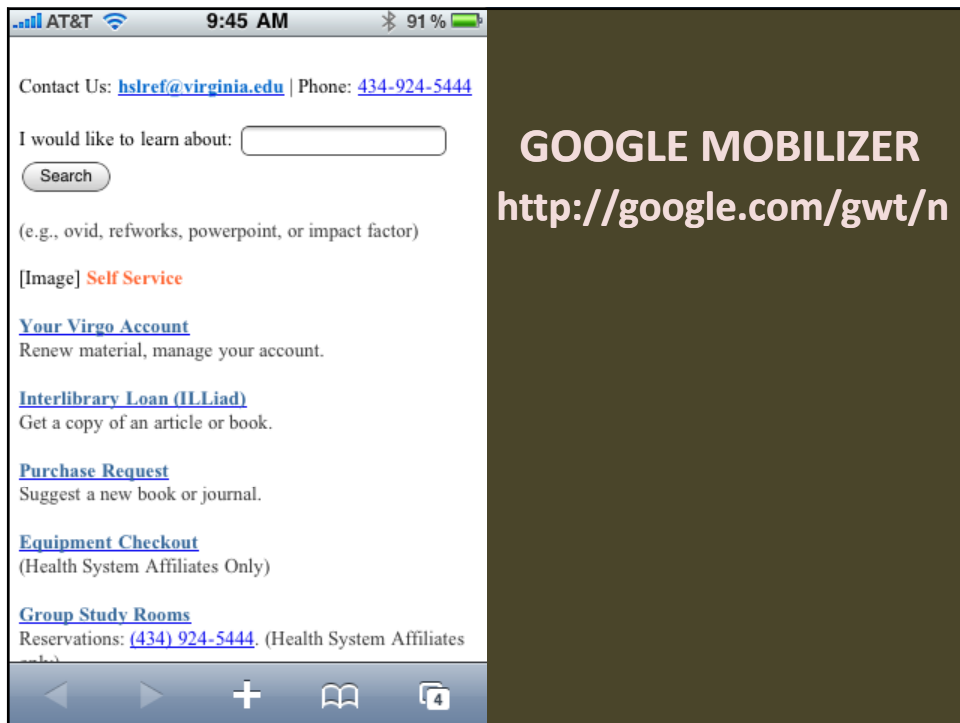 AT&T 9:45 AM 91 %
Contact Us: hslref@virginia.edu | Phone: 434-924-5444
I would like to learn about:
Search
(e.g., ovid, refworks, powerpoint, or impact factor)
[Image] Self Service
Your Virgo Account
Renew material, manage your account.
Interlibrary Loan (ILLiad)
Get a copy of an article or book.
Purchase Request
Suggest a new book or journal.
Equipment Checkout
(Health System Affiliates Only)
Group Study Rooms
Reservations: (434) 924-5444. (Health System Affiliates
only)
4
GOOGLE MOBILIZER
http://google.com/gwt/n